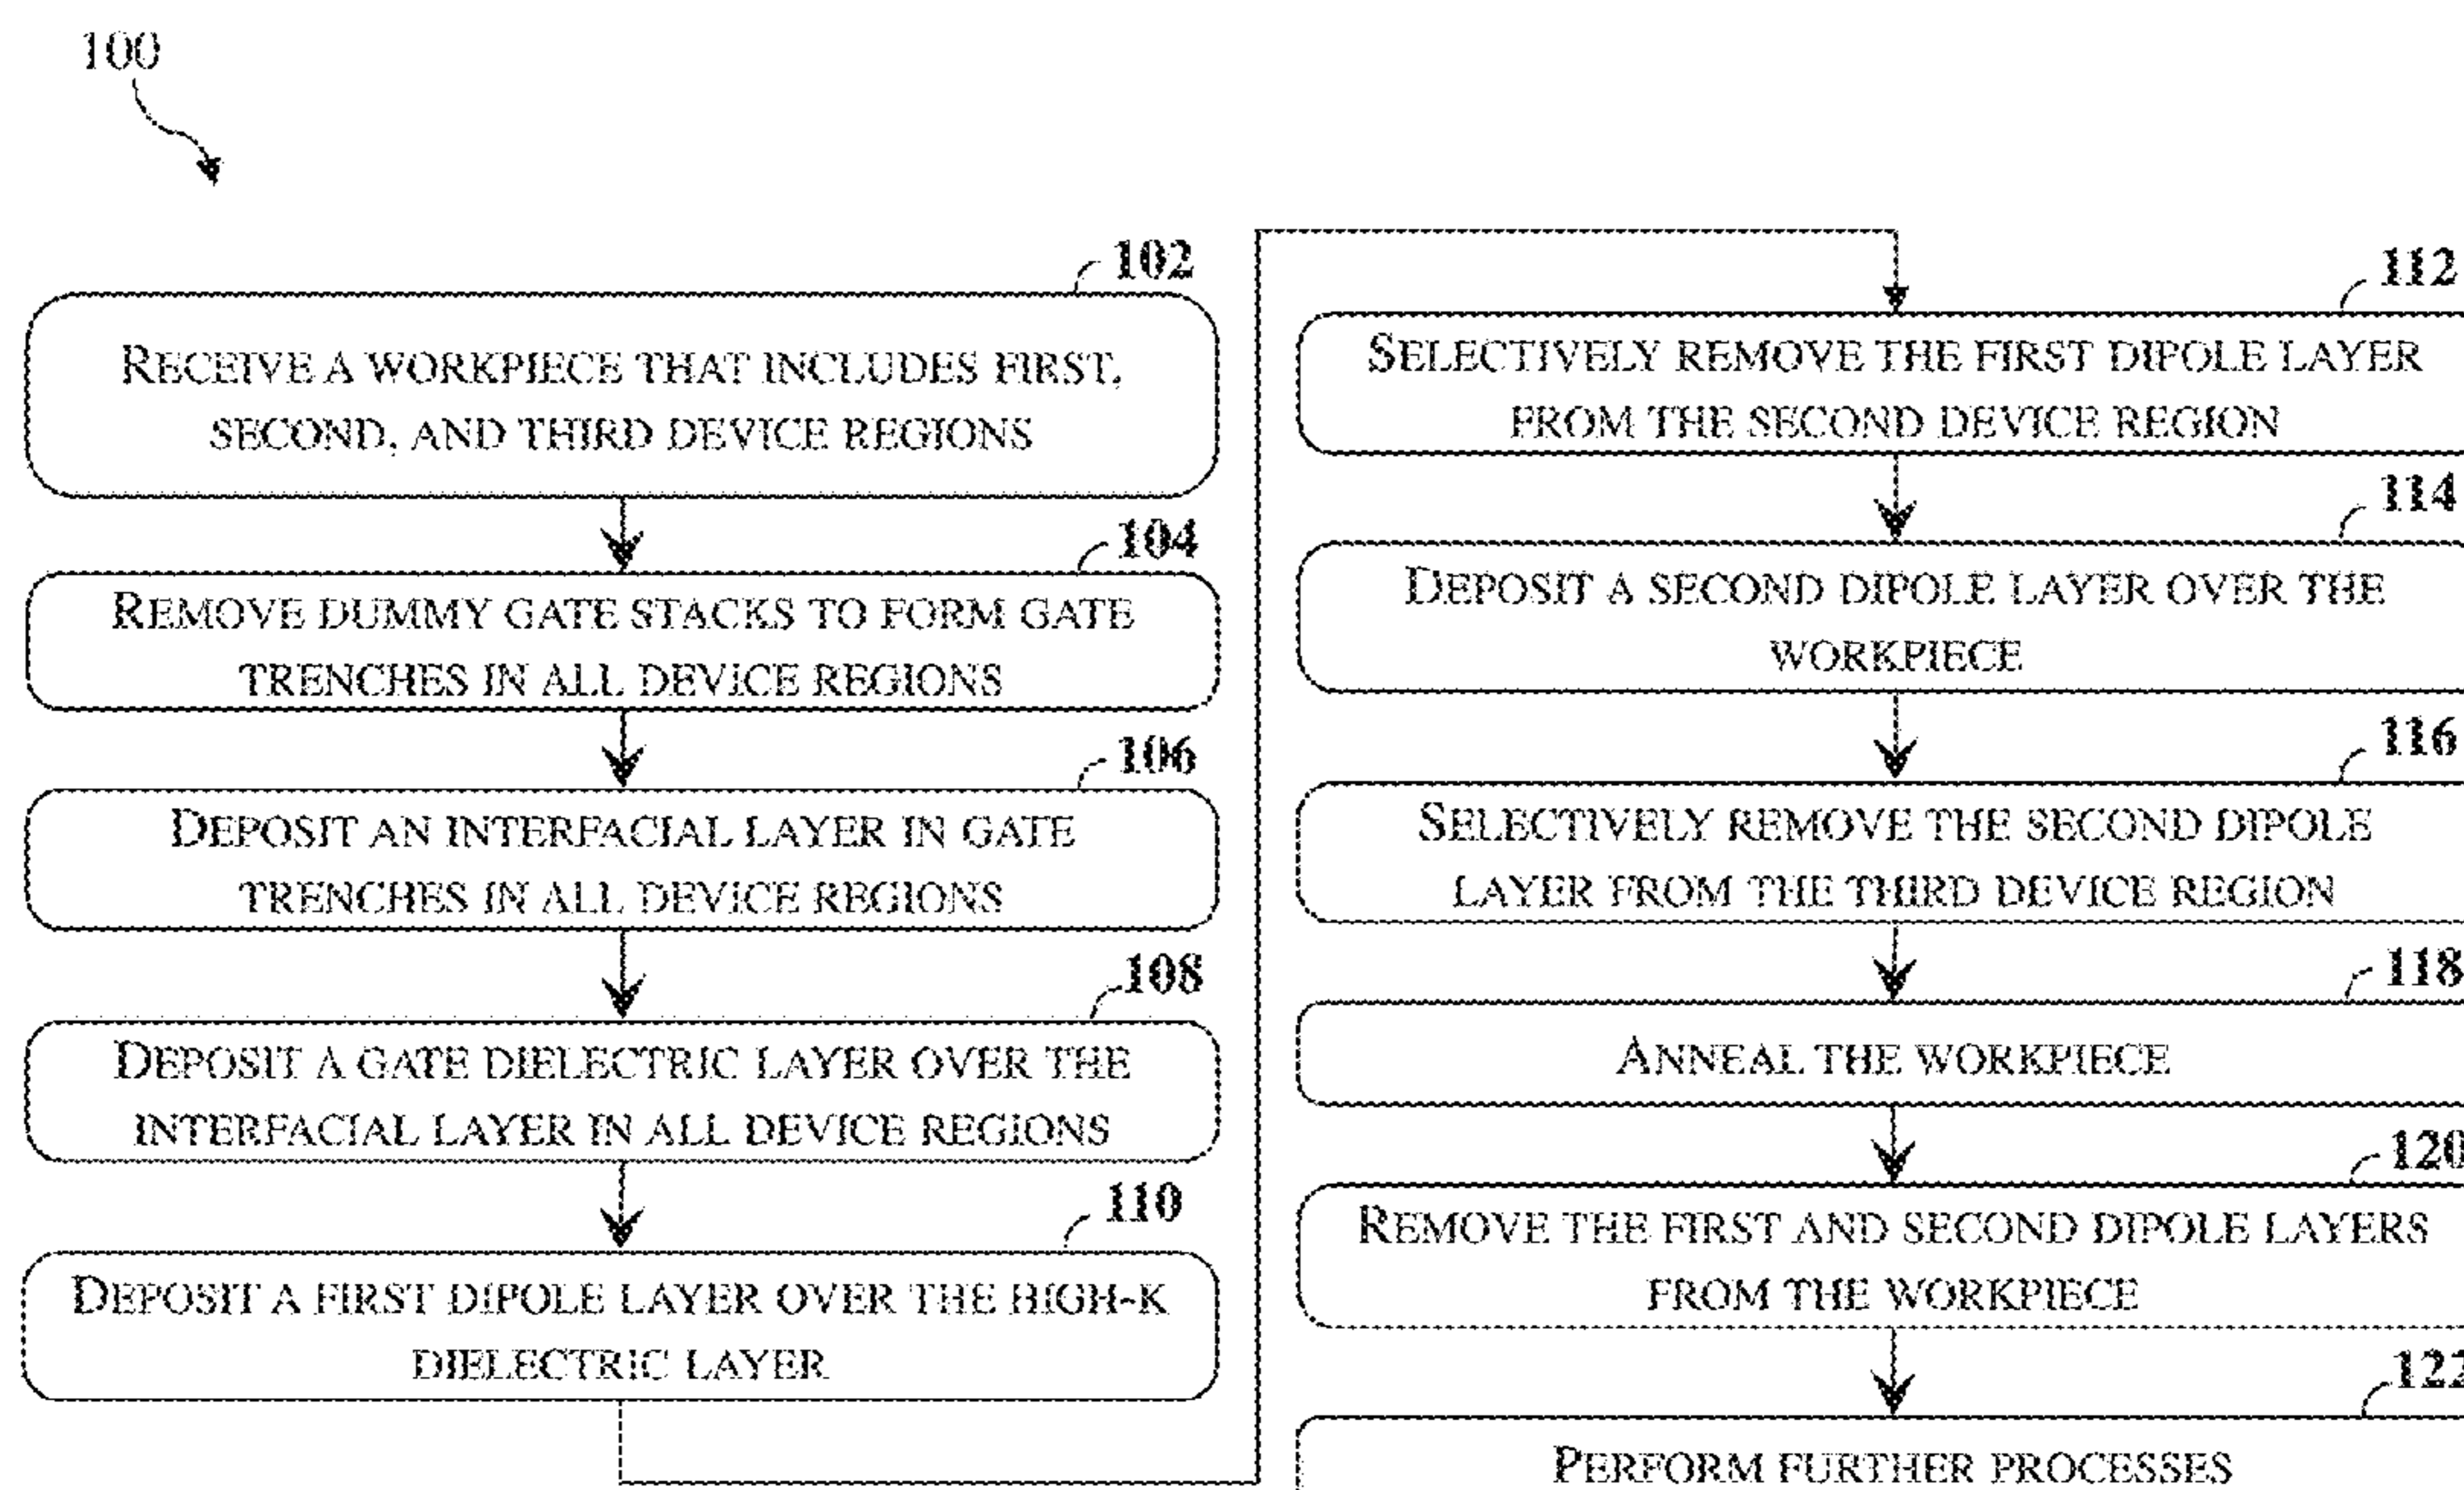 100
102
RECEIVE A WORKPIECE THAT INCLUDES FIRST,
SECOND, AND THIRD DEVICE REGIONS
104
REMOVE DUMMY GATE STACKS TO FORM GATE
TRENCHES IN ALL DEVICE REGIONS
106
DEPOSIT AN INTERFACIAL LAYER IN GATE
TRENCHES IN ALL DEVICE REGIONS
108
DEPOSIT A GATE DIELECTRIC LAYER OVER THE
INTERFACIAL LAYER IN ALL DEVICE REGIONS
110
DEPOSIT A FIRST DIPOLE LAYER OVER THE HIGH-K
DIELECTRIC LAYER
112
SELECTIVELY REMOVE THE FIRST DIPOLE LAYER
FROM THE SECOND DEVICE REGION
114
DEPOSIT A SECOND DIPOLE LAYER OVER THE
WORKPIECE
116
SELECTIVELY REMOVE THE SECOND DIPOLE
LAYER FROM THE THIRD DEVICE REGION
118
ANNEAL THE WORKPIECE
120
REMOVE THE FIRST AND SECOND DIPOLE LAYERS
FROM THE WORKPIECE
122
PERFORM FURTHER PROCESSES